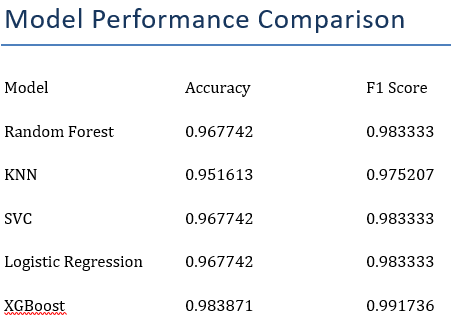 Model Performance Comparison
Model Accuracy F1 Score
Random Forest 0.967742 0.983333
KNN 0.951613 0.975207
SVC 0.967742 0.983333
Logistic Regression 0.967742 0.983333
XGBoost 0.983871 0.991736